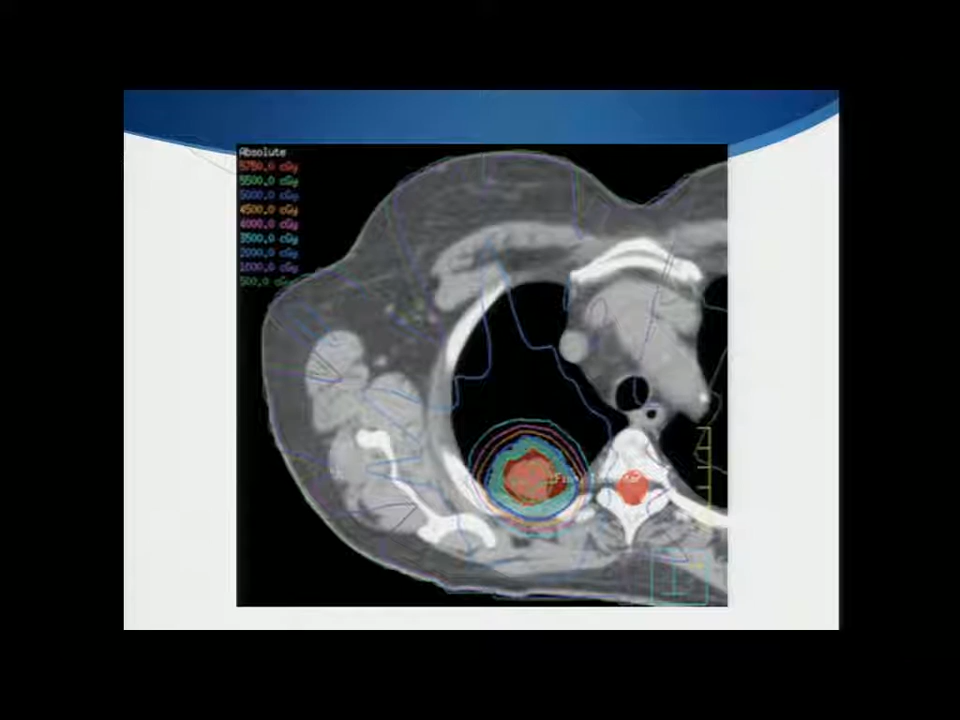 Absolute
5750.0 cGy
5500.0 cGy
5000.0 cGy
4500.0 cGy
4000.0 cGy
3500.0 cGy
2000.0 cGy
1000.0 cGy
500.0 cGy